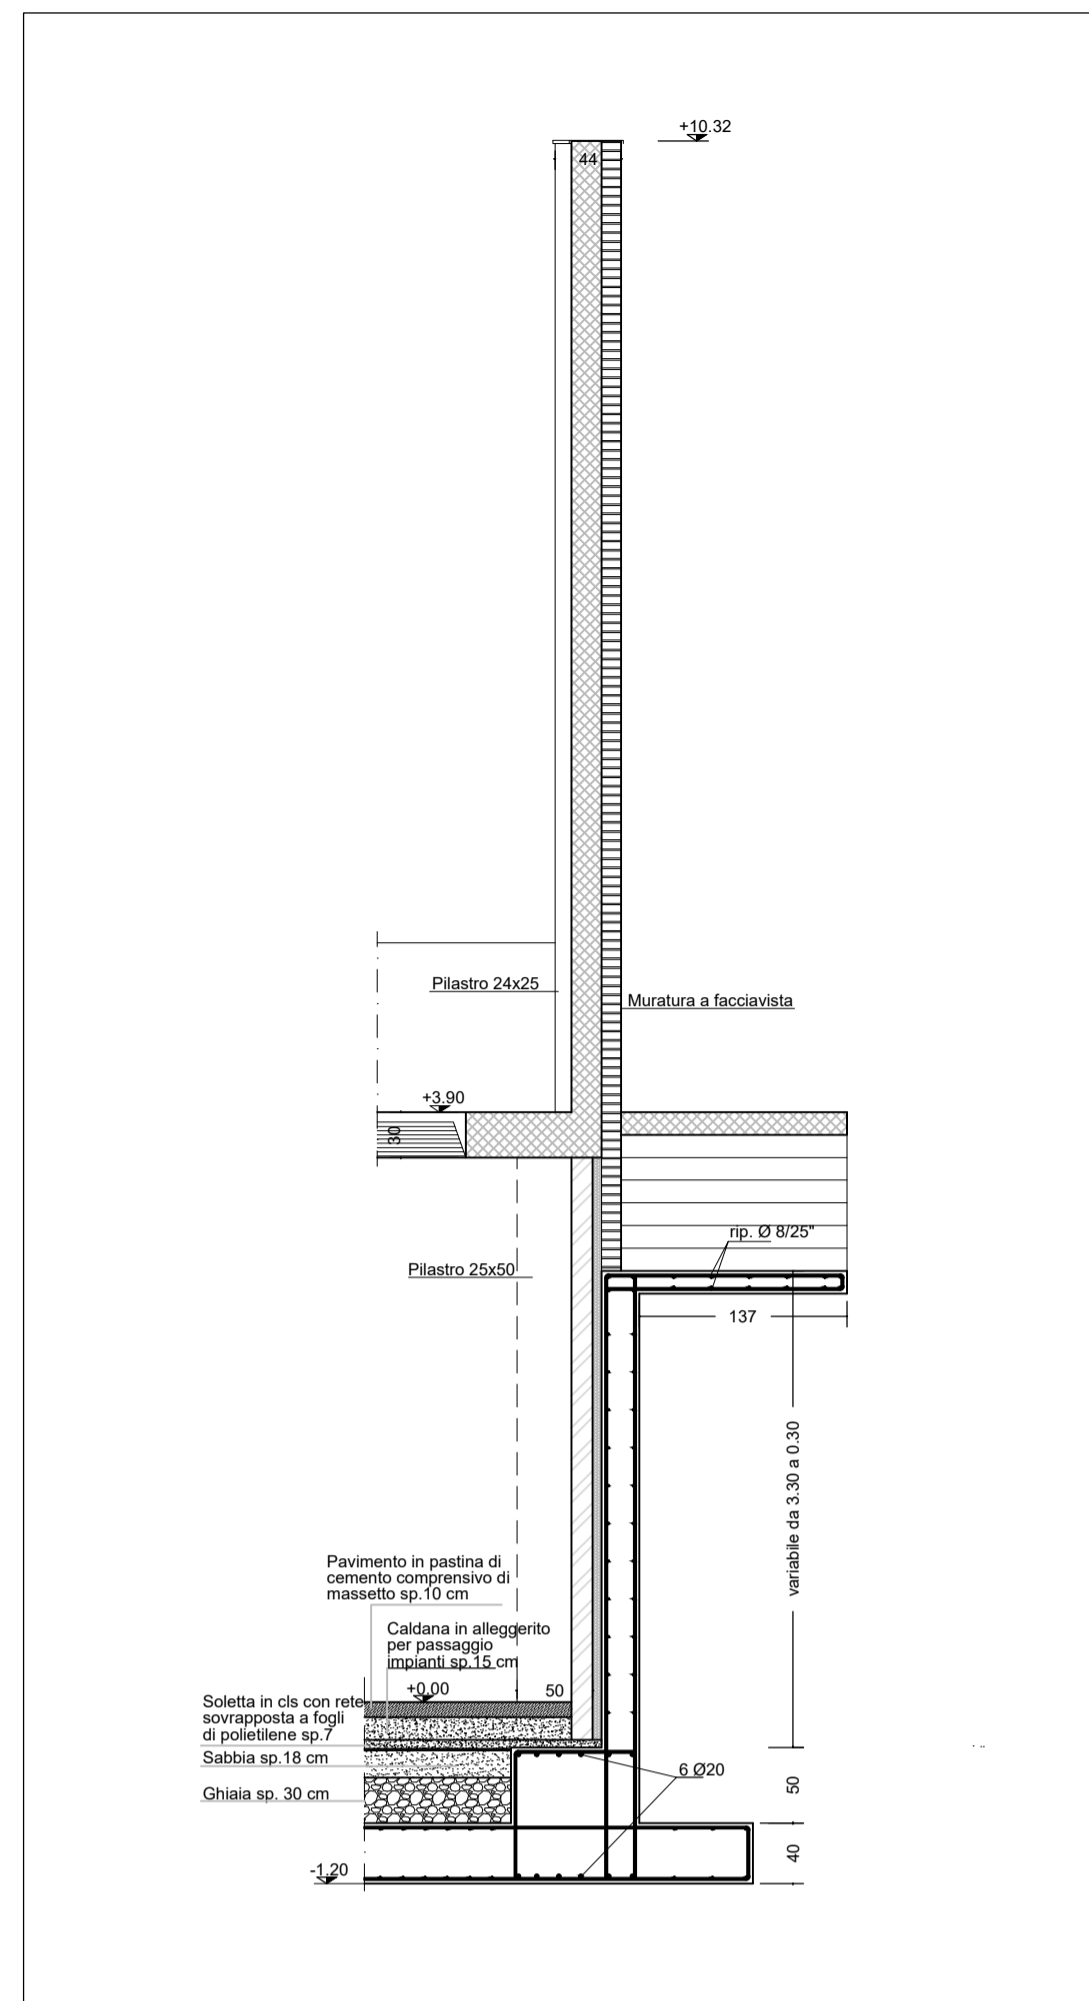 +10.32
44
Pilastro 24x25
Muratura a facciavista
+3.90
30
rip. Ø 8/25"
Pilastro 25x50
137
variabile da 3.30 a 0.30
Pavimento in pastina di
cemento comprensivo di
massetto sp.10 cm
Caldana in alleggerito
per passaggio
impianti sp.15 cm
+0.00
50
Soletta in cls con rete
sovrapposta a fogli
di polietilene sp.7
Sabbia sp.18 cm
6 Ø20
50
Ghiaia sp. 30 cm
40
-1.20